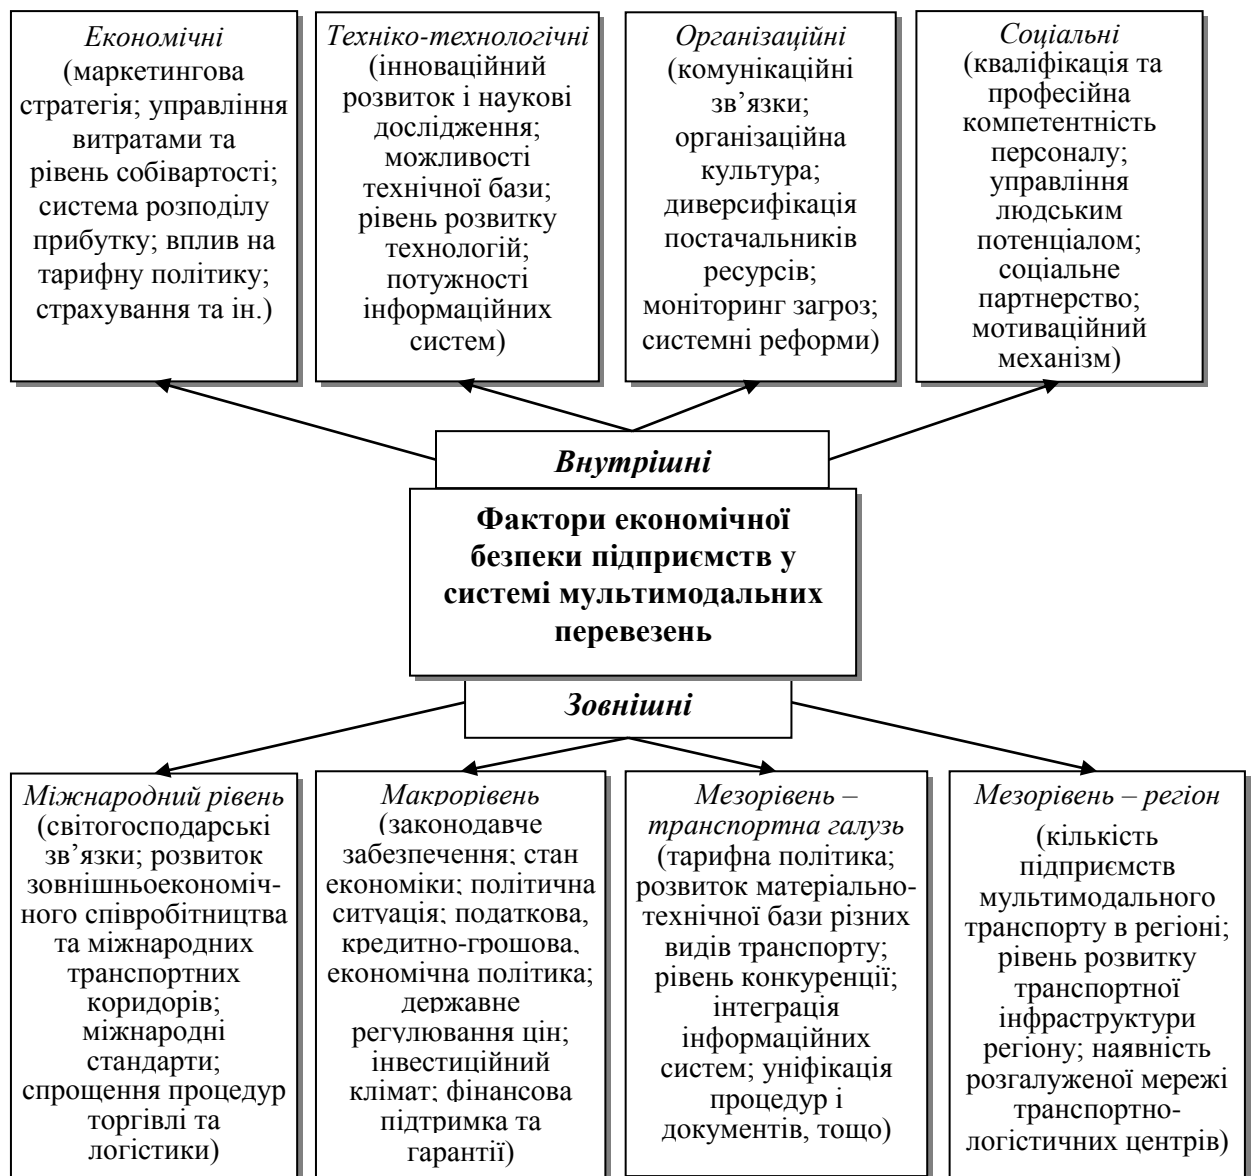 Економічні
(маркетингова
стратегія; управління
витратами та
рівень собівартості;
система розподілу
прибутку; вплив на
тарифну політику;
страхування та ін.)
Техніко-технологічні
(інноваційний
розвиток і наукові
дослідження;
можливості
технічної бази;
рівень розвитку
технологій;
потужності
інформаційних
систем)
Організаційні
(комунікаційні
зв’язки;
організаційна
культура;
диверсифікація
постачальників
ресурсів;
моніторинг загроз;
системні реформи)
Соціальні
(кваліфікація та
професійна
компетентність
персоналу;
управління
людським
потенціалом;
соціальне
партнерство;
мотиваційний
механізм)
Внутрішні
Фактори економічної
безпеки підприємств у
системі мультимодальних
перевезень
Зовнішні
Міжнародний рівень
(світогосподарські
зв’язки; розвиток
зовнішньоекономіч-
ного співробітництва
та міжнародних
транспортних
коридорів;
міжнародні
стандарти;
спрощення процедур
торгівлі та
логістики)
Макрорівень
(законодавче
забезпечення; стан
економіки; політична
ситуація; податкова,
кредитно-грошова,
економічна політика;
державне
регулювання цін;
інвестиційний
клімат; фінансова
підтримка та
гарантії)
Мезорівень –
транспортна галузь
(тарифна політика;
розвиток матеріально-
технічної бази різних
видів транспорту;
рівень конкуренції;
інтеграція
інформаційних
систем; уніфікація
процедур і
документів, тощо)
Мезорівень – регіон
(кількість
підприємств
мультимодального
транспорту в регіоні;
рівень розвитку
транспортної
інфраструктури
регіону; наявність
розгалуженої мережі
транспортно-
логістичних центрів)